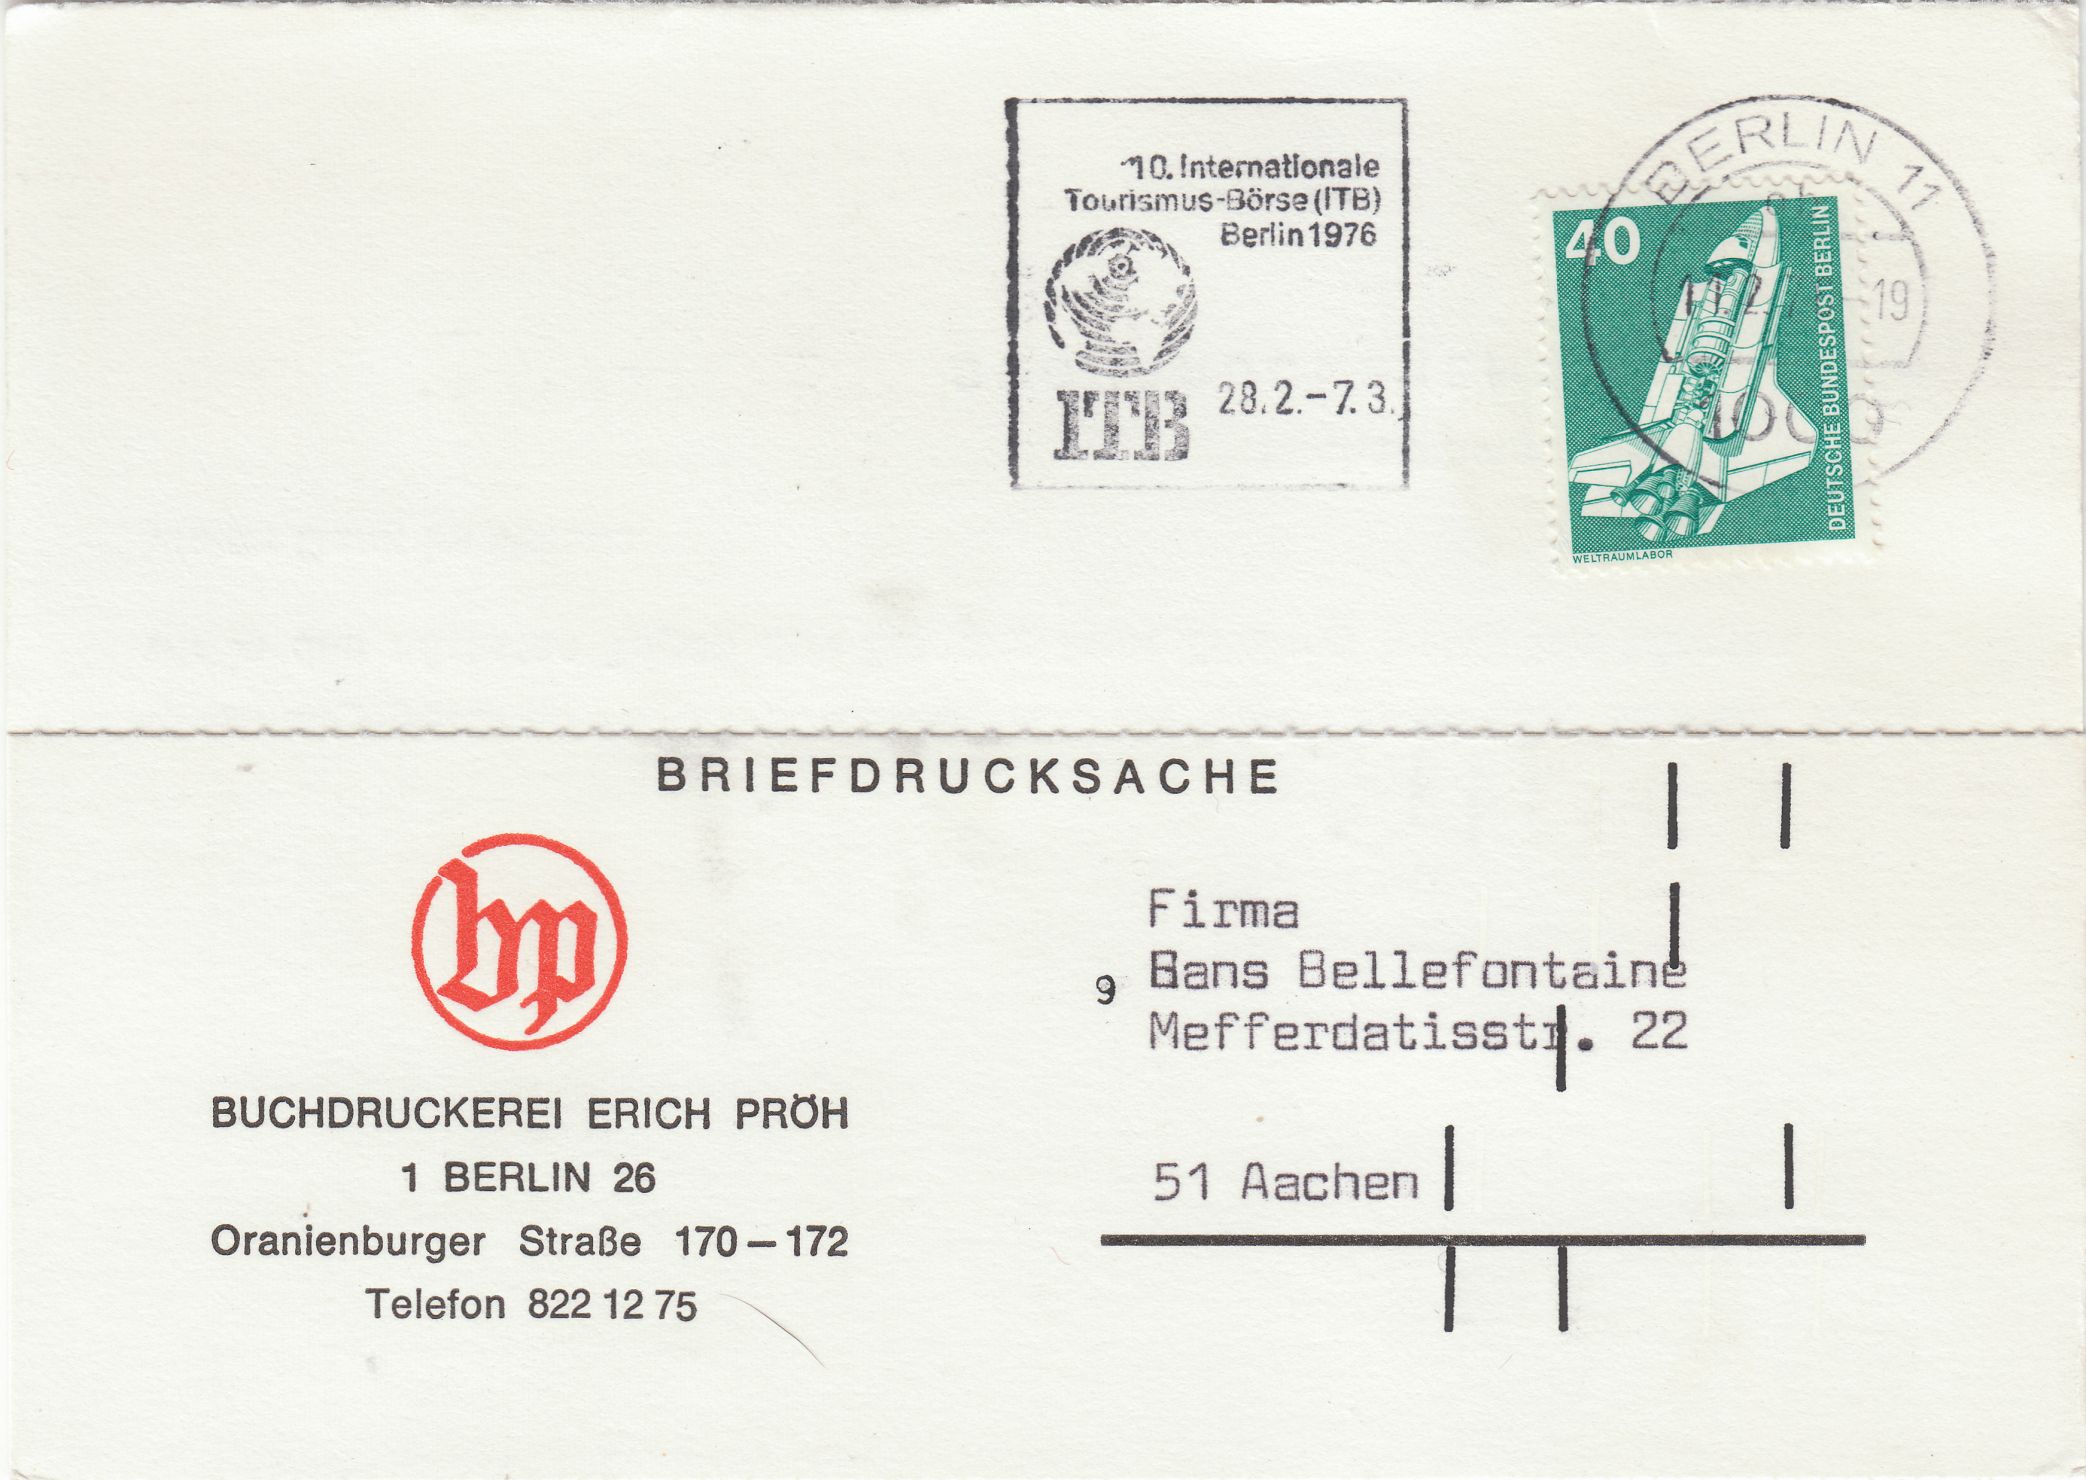 10. Internationale
Tourismus-Börse (ITB)
Berlin 1976
ITB
28.2.–7.3.
BERLIN 11
19
1000
40
DEUTSCHE BUNDESPOST BERLIN
WELTRAUMLABOR
BRIEFDRUCKSACHE
bp
BUCHDRUCKEREI ERICH PRÖH
1 BERLIN 26
Oranienburger Straße 170–172
Telefon 822 12 75
Firma
9 Hans Bellefontaine
Mefferdatisstr. 22
51 Aachen